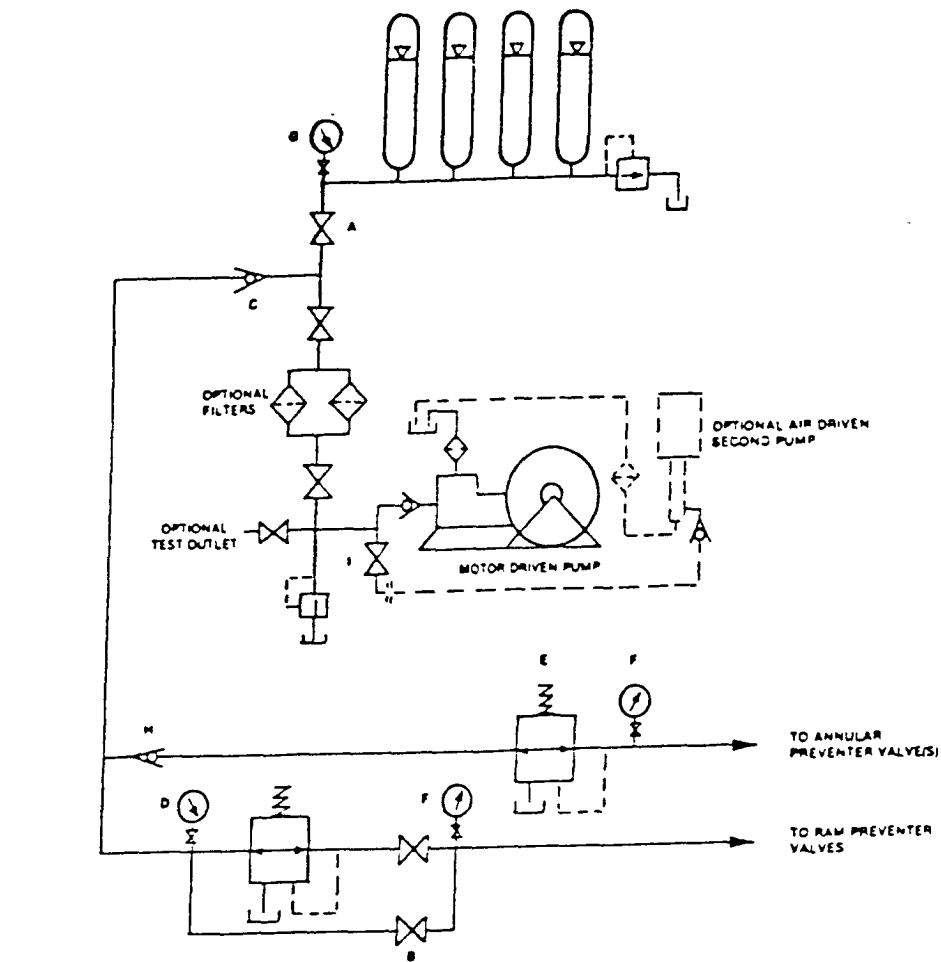 G
A
C
OPTIONAL
FILTERS
OPTIONAL AIR DRIVEN
SECOND PUMP
OPTIONAL
TEST OUTLET
I
MOTOR DRIVEN PUMP
E
F
H
TO ANNULAR
PREVENTER VALVE(S)
D
F
TO RAM PREVENTER
VALVES
B